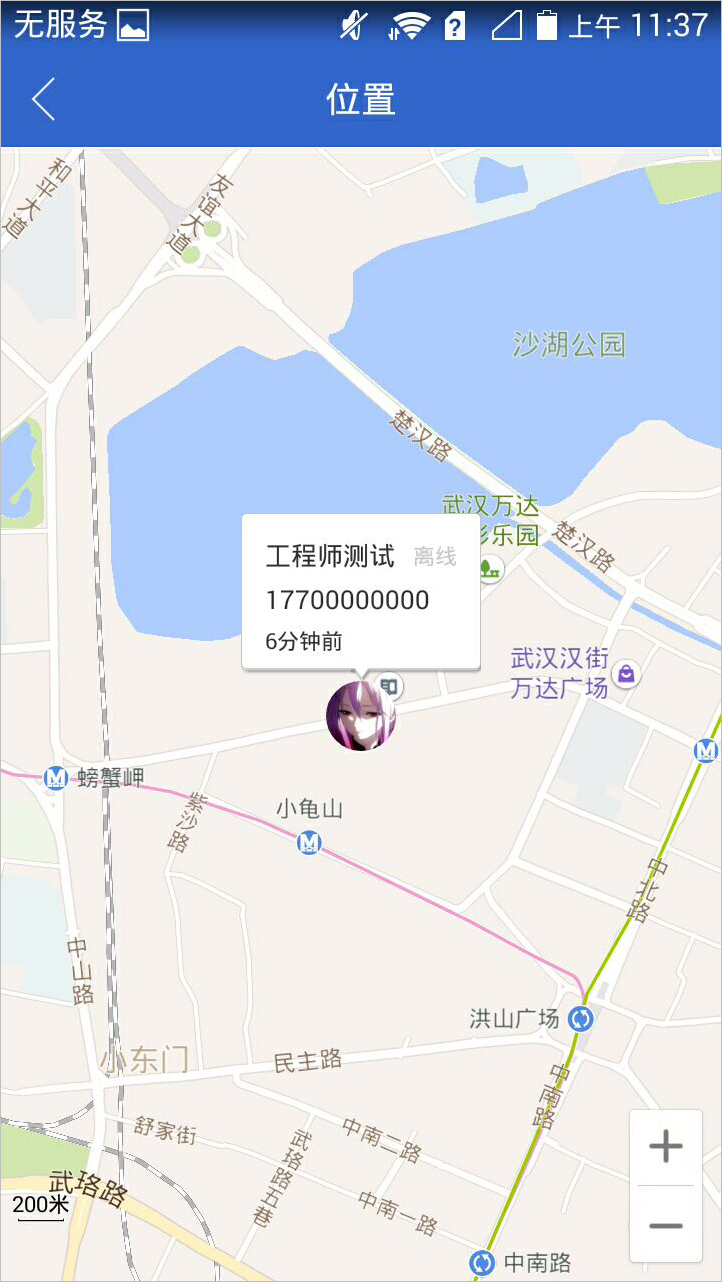 无服务
上午 11:37
位置
和平大道
友谊大道
沙湖公园
楚汉路
武汉万达
影乐园
楚汉路
工程师测试 离线
17700000000
6分钟前
武汉汉街
万达广场
螃蟹岬
小龟山
紫沙路
中北路
中山路
洪山广场
小东门
民主路
中南路
舒家街
武珞路五巷
中南二路
武珞路
200米
中南一路
中南路